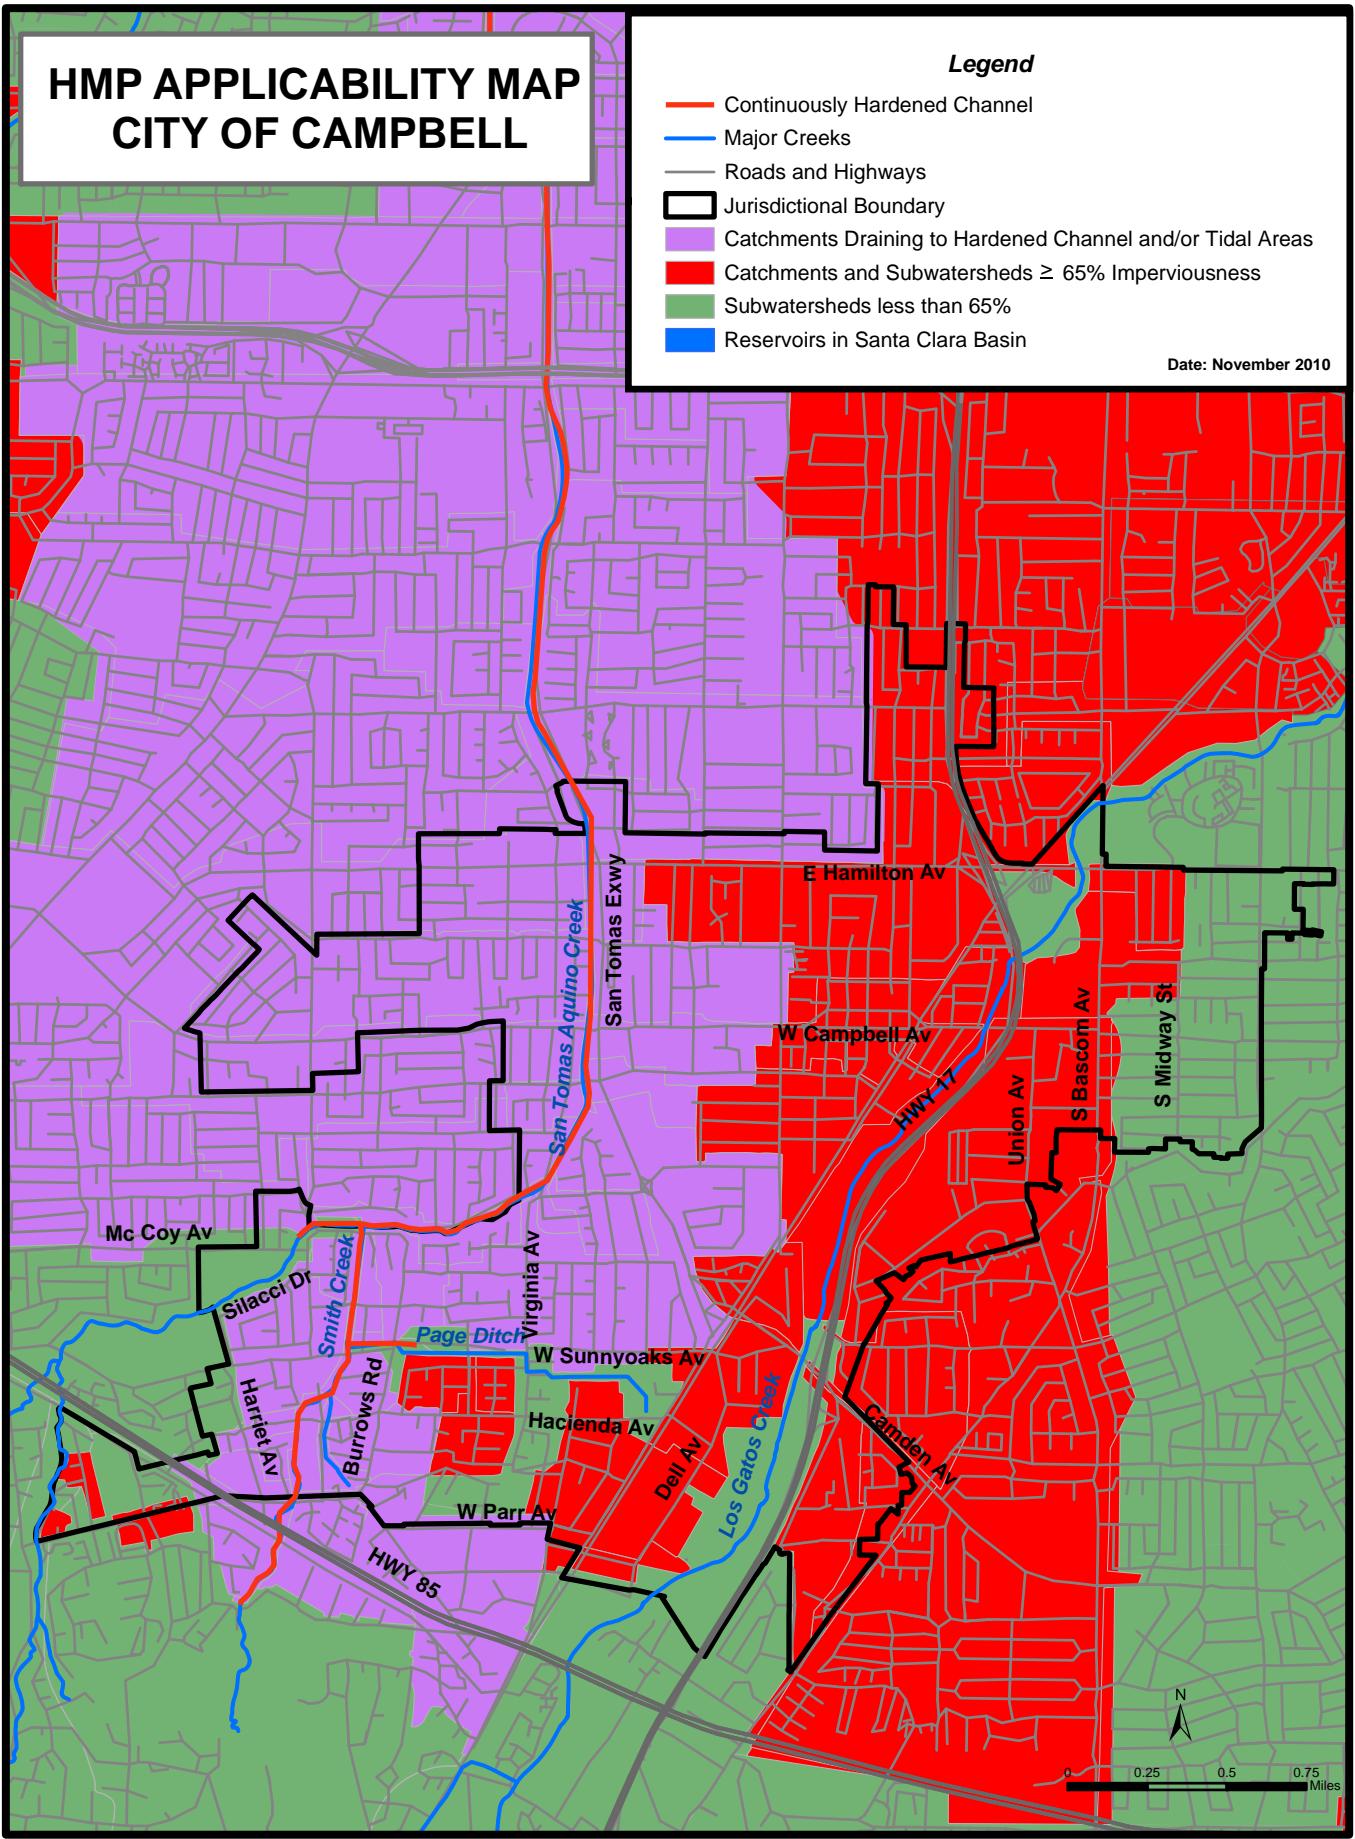 HMP APPLICABILITY MAP
CITY OF CAMPBELL
Legend
Continuously Hardened Channel
Major Creeks
Roads and Highways
Jurisdictional Boundary
Catchments Draining to Hardened Channel and/or Tidal Areas
Catchments and Subwatersheds ≥ 65% Imperviousness
Subwatersheds less than 65%
Reservoirs in Santa Clara Basin
Date: November 2010
E Hamilton Av
San Tomas Exwy
San Tomas Aquino Creek
W Campbell Av
S Bascom Av
S Midway St
HWY 17
Union Av
Mc Coy Av
Silacci Dr
Smith Creek
Virginia Av
Page Ditch
W Sunnyoaks Av
Harriet Av
Burrows Rd
Hacienda Av
Dell Av
Los Gatos Creek
Camden Av
W Parr Av
HWY 85
N
0 0.25 0.5 0.75
Miles